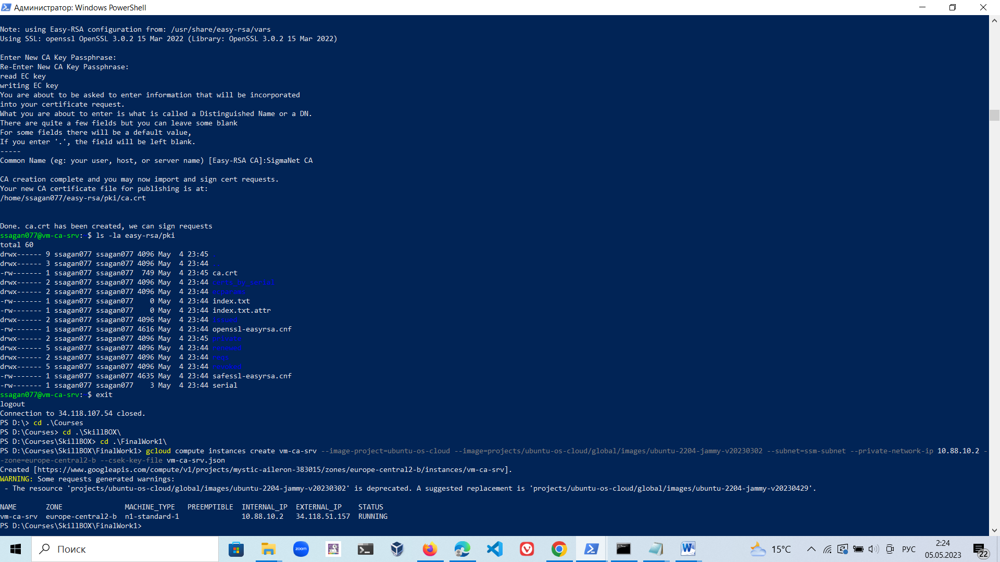 Администратор: Windows PowerShell
Note: using Easy-RSA configuration from: /usr/share/easy-rsa/vars
Using SSL: openssl OpenSSL 3.0.2 15 Mar 2022 (Library: OpenSSL 3.0.2 15 Mar 2022)
Enter New CA Key Passphrase:
Re-Enter New CA Key Passphrase:
read EC key
writing EC key
You are about to be asked to enter information that will be incorporated
into your certificate request.
What you are about to enter is what is called a Distinguished Name or a DN.
There are quite a few fields but you can leave some blank
For some fields there will be a default value,
If you enter '.', the field will be left blank.
-----
Common Name (eg: your user, host, or server name) [Easy-RSA CA]:SigmaNet CA
CA creation complete and you may now import and sign cert requests.
Your new CA certificate file for publishing is at:
/home/ssagan077/easy-rsa/pki/ca.crt
Done. ca.crt has been created, we can sign requests
ssagan077@vm-ca-srv: $ ls -la easy-rsa/pki
total 60
drwx------ 9 ssagan077 ssagan077 4096 May  4 23:45 .
drwx------ 3 ssagan077 ssagan077 4096 May  4 23:44 ..
-rw------- 1 ssagan077 ssagan077  749 May  4 23:45 ca.crt
drwx------ 2 ssagan077 ssagan077 4096 May  4 23:44 certs_by_serial
drwx------ 2 ssagan077 ssagan077 4096 May  4 23:44 ecparams
-rw------- 1 ssagan077 ssagan077    0 May  4 23:44 index.txt
-rw------- 1 ssagan077 ssagan077    0 May  4 23:44 index.txt.attr
drwx------ 2 ssagan077 ssagan077 4096 May  4 23:44 issued
-rw------- 1 ssagan077 ssagan077 4616 May  4 23:44 openssl-easyrsa.cnf
drwx------ 2 ssagan077 ssagan077 4096 May  4 23:45 private
drwx------ 5 ssagan077 ssagan077 4096 May  4 23:44 renewed
drwx------ 2 ssagan077 ssagan077 4096 May  4 23:44 reqs
drwx------ 5 ssagan077 ssagan077 4096 May  4 23:44 revoked
-rw------- 1 ssagan077 ssagan077 4635 May  4 23:44 safessl-easyrsa.cnf
-rw------- 1 ssagan077 ssagan077    3 May  4 23:44 serial
ssagan077@vm-ca-srv: $ exit
logout
Connection to 34.118.107.54 closed.
PS D:\> cd .\Courses
PS D:\Courses> cd .\SkillBOX\
PS D:\Courses\SkillBOX> cd .\FinalWork1\
PS D:\Courses\SkillBOX\FinalWork1> gcloud compute instances create vm-ca-srv --image-project=ubuntu-os-cloud --image=projects/ubuntu-os-cloud/global/images/ubuntu-2204-jammy-v20230302 --subnet=ssm-subnet --private-network-ip 10.88.10.2 -
-zone=europe-central2-b --csek-key-file vm-ca-srv.json
Created [https://www.googleapis.com/compute/v1/projects/mystic-aileron-383015/zones/europe-central2-b/instances/vm-ca-srv].
WARNING: Some requests generated warnings:
 - The resource 'projects/ubuntu-os-cloud/global/images/ubuntu-2204-jammy-v20230302' is deprecated. A suggested replacement is 'projects/ubuntu-os-cloud/global/images/ubuntu-2204-jammy-v20230429'.
NAME       ZONE               MACHINE_TYPE   PREEMPTIBLE  INTERNAL_IP  EXTERNAL_IP    STATUS
vm-ca-srv  europe-central2-b  n1-standard-1               10.88.10.2   34.118.51.157  RUNNING
PS D:\Courses\SkillBOX\FinalWork1>
Поиск
zoom
15°C
РУС
2:24
05.05.2023
22